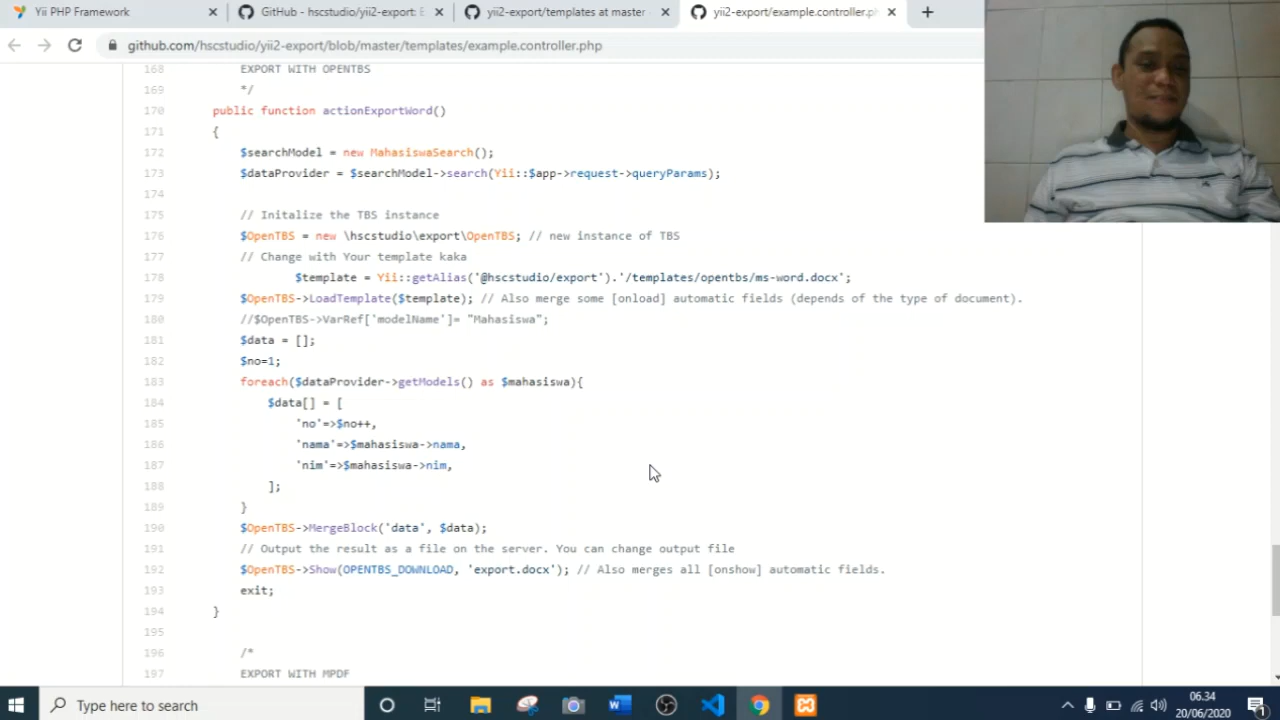 Yii PHP Framework
GitHub - hscstudio/yii2-export: E
yii2-export/templates at master
yii2-export/example.controller.ph
github.com/hscstudio/yii2-export/blob/master/templates/example.controller.php
168 EXPORT WITH OPENTBS
169 */
170 public function actionExportWord()
171 {
172 $searchModel = new MahasiswaSearch();
173 $dataProvider = $searchModel->search(Yii::$app->request->queryParams);
174
175 // Initalize the TBS instance
176 $OpenTBS = new \hscstudio\export\OpenTBS; // new instance of TBS
177 // Change with Your template kaka
178 $template = Yii::getAlias('@hscstudio/export').'/templates/opentbs/ms-word.docx';
179 $OpenTBS->LoadTemplate($template); // Also merge some [onload] automatic fields (depends of the type of document).
180 //$OpenTBS->VarRef['modelName']= "Mahasiswa";
181 $data = [];
182 $no=1;
183 foreach($dataProvider->getModels() as $mahasiswa){
184 $data[] = [
185 'no'=>$no++,
186 'nama'=>$mahasiswa->nama,
187 'nim'=>$mahasiswa->nim,
188 ];
189 }
190 $OpenTBS->MergeBlock('data', $data);
191 // Output the result as a file on the server. You can change output file
192 $OpenTBS->Show(OPENTBS_DOWNLOAD, 'export.docx'); // Also merges all [onshow] automatic fields.
193 exit;
194 }
195
196 /*
197 EXPORT WITH MPDF
Type here to search
06.34
20/06/2020
1